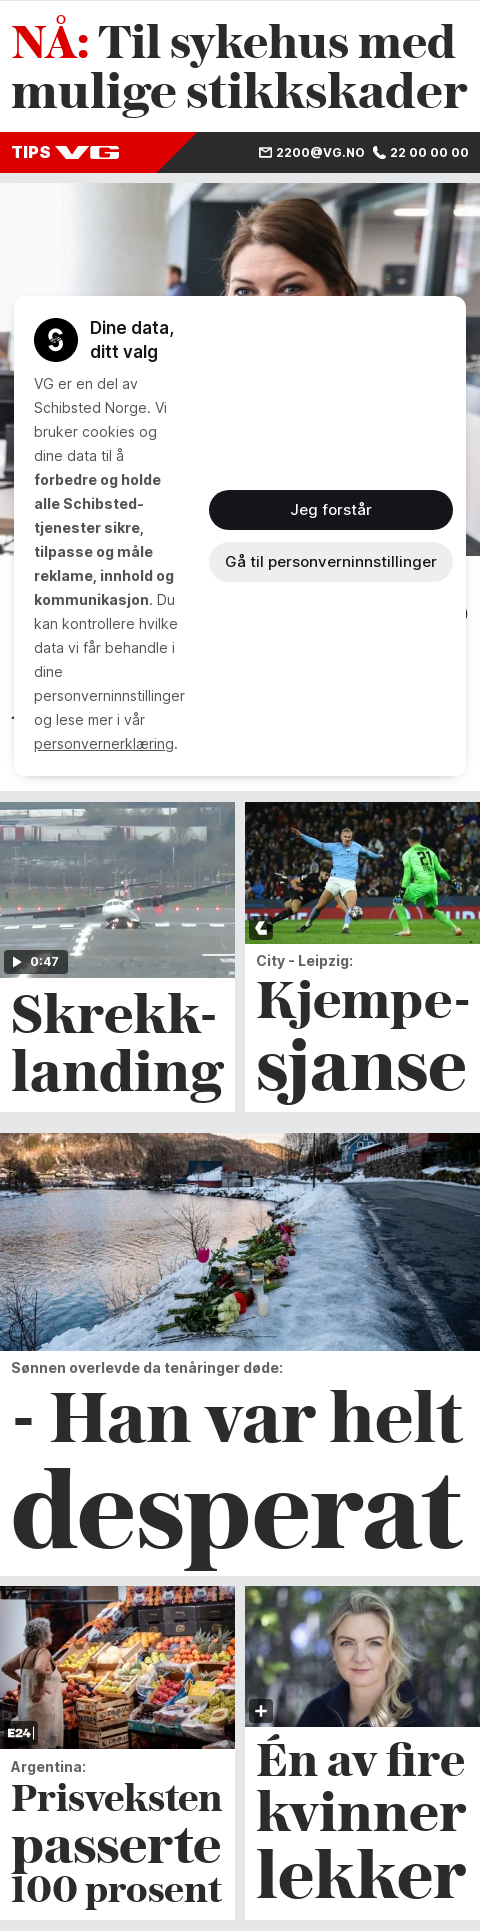 NÅ: Til sykehus med
mulige stikkskader
TIPS VG
2200@VG.NO 22 00 00 00
Dine data,
ditt valg
VG er en del av
Schibsted Norge. Vi
bruker cookies og
dine data til å
forbedre og holde
alle Schibsted-
tjenester sikre,
tilpasse og måle
reklame, innhold og
kommunikasjon. Du
kan kontrollere hvilke
data vi får behandle i
dine
personverninnstillinger
og lese mer i vår
personvernerklæring.
Jeg forstår
Gå til personverninnstillinger
0:47
Skrekk-
landing
21
City - Leipzig:
Kjempe-
sjanse
Sønnen overlevde da tenåringer døde:
- Han var helt
desperat
E24
Argentina:
Prisveksten
passerte
100 prosent
Én av fire
kvinner
lekker